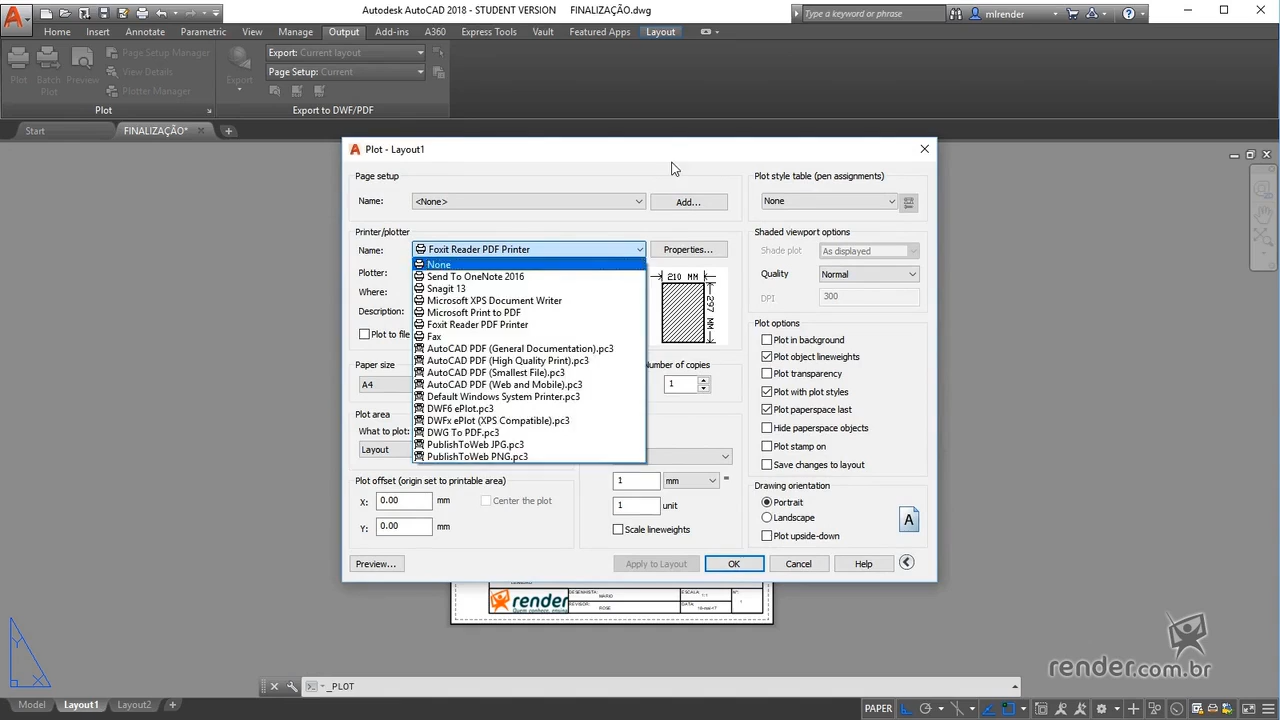 Autodesk AutoCAD 2018 - STUDENT VERSION FINALIZAÇÃO.dwg
Type a keyword or phrase
mlrender
Home Insert Annotate Parametric View Manage Output Add-ins A360 Express Tools Vault Featured Apps Layout
Plot
Batch Plot
Preview
Page Setup Manager
View Details
Plotter Manager
Export
Export: Current layout
Page Setup: Current
Plot
Export to DWF/PDF
Start
FINALIZAÇÃO*
Plot - Layout1
Page setup
Name: <None>
Add...
Printer/plotter
Name: Foxit Reader PDF Printer
Properties...
Plotter:
Where:
Description:
Plot to file
None
Send To OneNote 2016
Snagit 13
Microsoft XPS Document Writer
Microsoft Print to PDF
Foxit Reader PDF Printer
Fax
AutoCAD PDF (General Documentation).pc3
AutoCAD PDF (High Quality Print).pc3
AutoCAD PDF (Smallest File).pc3
AutoCAD PDF (Web and Mobile).pc3
Default Windows System Printer.pc3
DWF6 ePlot.pc3
DWFx ePlot (XPS Compatible).pc3
DWG To PDF.pc3
PublishToWeb JPG.pc3
PublishToWeb PNG.pc3
210 MM
297 MM
Paper size
A4
Number of copies
1
Plot area
What to plot:
Layout
Plot offset (origin set to printable area)
X: 0.00 mm
Center the plot
Y: 0.00 mm
1 mm =
1 unit
Scale lineweights
Plot style table (pen assignments)
None
Shaded viewport options
Shade plot As displayed
Quality Normal
DPI 300
Plot options
Plot in background
Plot object lineweights
Plot transparency
Plot with plot styles
Plot paperspace last
Hide paperspace objects
Plot stamp on
Save changes to layout
Drawing orientation
Portrait
Landscape
Plot upside-down
A
Preview...
Apply to Layout
OK
Cancel
Help
render
Quem conhece, ensina
DESENHISTA:
MARIO
ESCALA:
1:1
Nº:
REVISOR:
ROSE
DATA:
render.com.br
_PLOT
Model Layout1 Layout2
PAPER